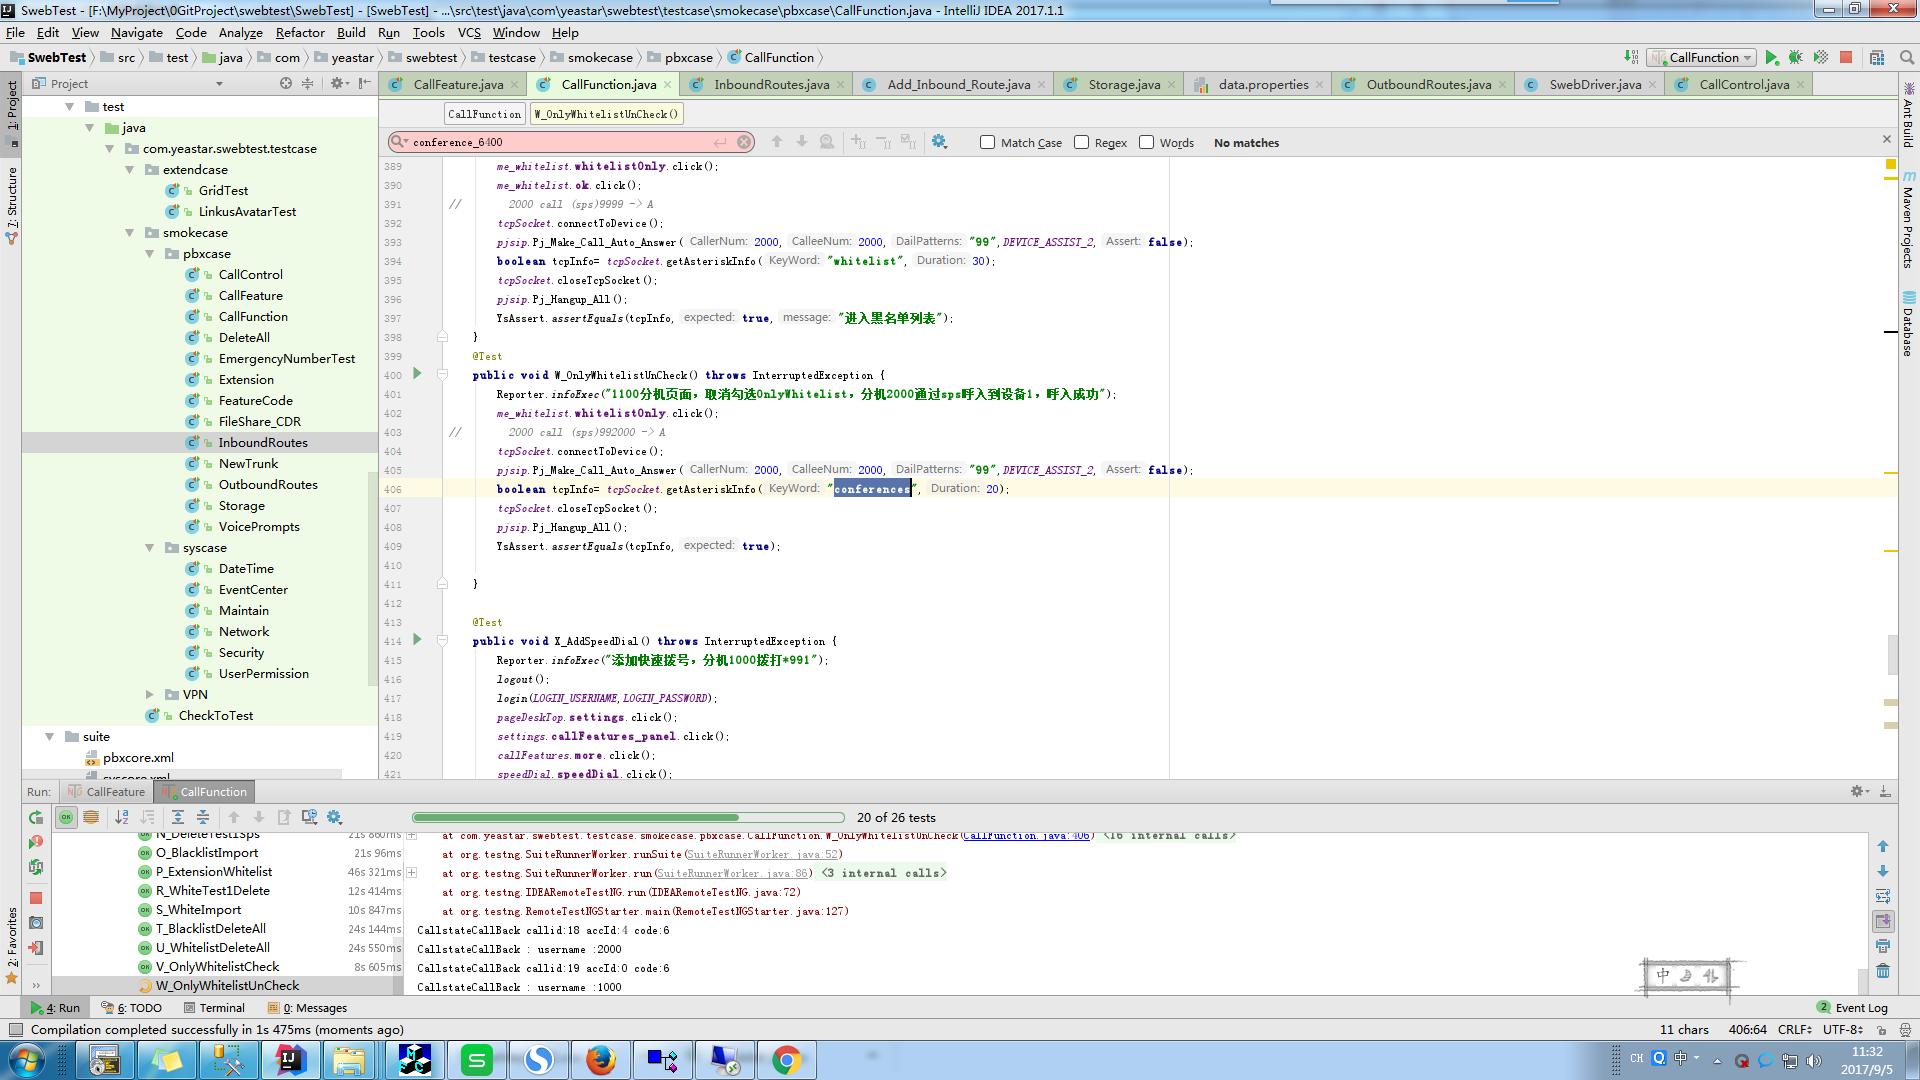 SwebTest - [F:\MyProject\0GitProject\swebtest\SwebTest] - [SwebTest] - ...\src\test\java\com\yeastar\swebtest\testcase\smokecase\pbxcase\CallFunction.java - IntelliJ IDEA 2017.1.1
File Edit View Navigate Code Analyze Refactor Build Run Tools VCS Window Help
SwebTest src test java com yeastar swebtest testcase smokecase pbxcase CallFunction
CallFunction
Project
CallFeature.java CallFunction.java InboundRoutes.java Add_Inbound_Route.java Storage.java data.properties OutboundRoutes.java SwebDriver.java CallControl.java
CallFunction W_OnlyWhitelistUnCheck()
conference_6400 Match Case Regex Words No matches
1: Project
7: Structure
2: Favorites
Ant Build
Maven Projects
Database
test
java
com.yeastar.swebtest.testcase
extendcase
GridTest
LinkusAvatarTest
smokecase
pbxcase
CallControl
CallFeature
CallFunction
DeleteAll
EmergencyNumberTest
Extension
FeatureCode
FileShare_CDR
InboundRoutes
NewTrunk
OutboundRoutes
Storage
VoicePrompts
syscase
DateTime
EventCenter
Maintain
Network
Security
UserPermission
VPN
CheckToTest
suite
pbxcore.xml
syscore.xml
389 me_whitelist.whitelistOnly.click();
390 me_whitelist.ok.click();
391 // 2000 call (sps)9999 -> A
392 tcpSocket.connectToDevice();
393 pjsip.Pj_Make_Call_Auto_Answer( CallerNum: 2000, CalleeNum: 2000, DailPatterns: "99",DEVICE_ASSIST_2, Assert: false);
394 boolean tcpInfo= tcpSocket.getAsteriskInfo( KeyWord: "whitelist", Duration: 30);
395 tcpSocket.closeTcpSocket();
396 pjsip.Pj_Hangup_All();
397 YsAssert.assertEquals(tcpInfo, expected: true, message: "进入黑名单列表");
398 }
399 @Test
400 public void W_OnlyWhitelistUnCheck() throws InterruptedException {
401 Reporter.infoExec("1100分机页面，取消勾选OnlyWhitelist，分机2000通过sps呼入到设备1，呼入成功");
402 me_whitelist.whitelistOnly.click();
403 // 2000 call (sps)992000 -> A
404 tcpSocket.connectToDevice();
405 pjsip.Pj_Make_Call_Auto_Answer( CallerNum: 2000, CalleeNum: 2000, DailPatterns: "99",DEVICE_ASSIST_2, Assert: false);
406 boolean tcpInfo= tcpSocket.getAsteriskInfo( KeyWord: "conferences", Duration: 20);
407 tcpSocket.closeTcpSocket();
408 pjsip.Pj_Hangup_All();
409 YsAssert.assertEquals(tcpInfo, expected: true);
410
411 }
412
413 @Test
414 public void X_AddSpeedDial() throws InterruptedException {
415 Reporter.infoExec("添加快速拨号，分机1000拨打*991");
416 logout();
417 login(LOGIN_USERNAME,LOGIN_PASSWORD);
418 pageDeskTop.settings.click();
419 settings.callFeatures_panel.click();
420 callFeatures.more.click();
421 speedDial.speedDial.click();
Run: CallFeature CallFunction
20 of 26 tests
N_DeleteTest1Sps 21s 860ms
O_BlacklistImport 21s 96ms
P_ExtensionWhitelist 46s 321ms
R_WhiteTest1Delete 12s 414ms
S_WhiteImport 10s 847ms
T_BlacklistDeleteAll 24s 144ms
U_WhitelistDeleteAll 24s 550ms
V_OnlyWhitelistCheck 8s 605ms
W_OnlyWhitelistUnCheck
at com.yeastar.swebtest.testcase.smokecase.pbxcase.CallFunction.W_OnlyWhitelistUnCheck(CallFunction.java:406) <16 internal calls>
at org.testng.SuiteRunnerWorker.runSuite(SuiteRunnerWorker.java:52)
at org.testng.SuiteRunnerWorker.run(SuiteRunnerWorker.java:86) <3 internal calls>
at org.testng.IDEARemoteTestNG.run(IDEARemoteTestNG.java:72)
at org.testng.RemoteTestNGStarter.main(RemoteTestNGStarter.java:127)
CallstateCallBack callid:18 accId:4 code:6
CallstateCallBack : username :2000
CallstateCallBack callid:19 accId:0 code:6
CallstateCallBack : username :1000
中
4: Run 6: TODO Terminal 0: Messages 2 Event Log
Compilation completed successfully in 1s 475ms (moments ago) 11 chars 406:64 CRLF UTF-8
CH 中 11:32
2017/9/5